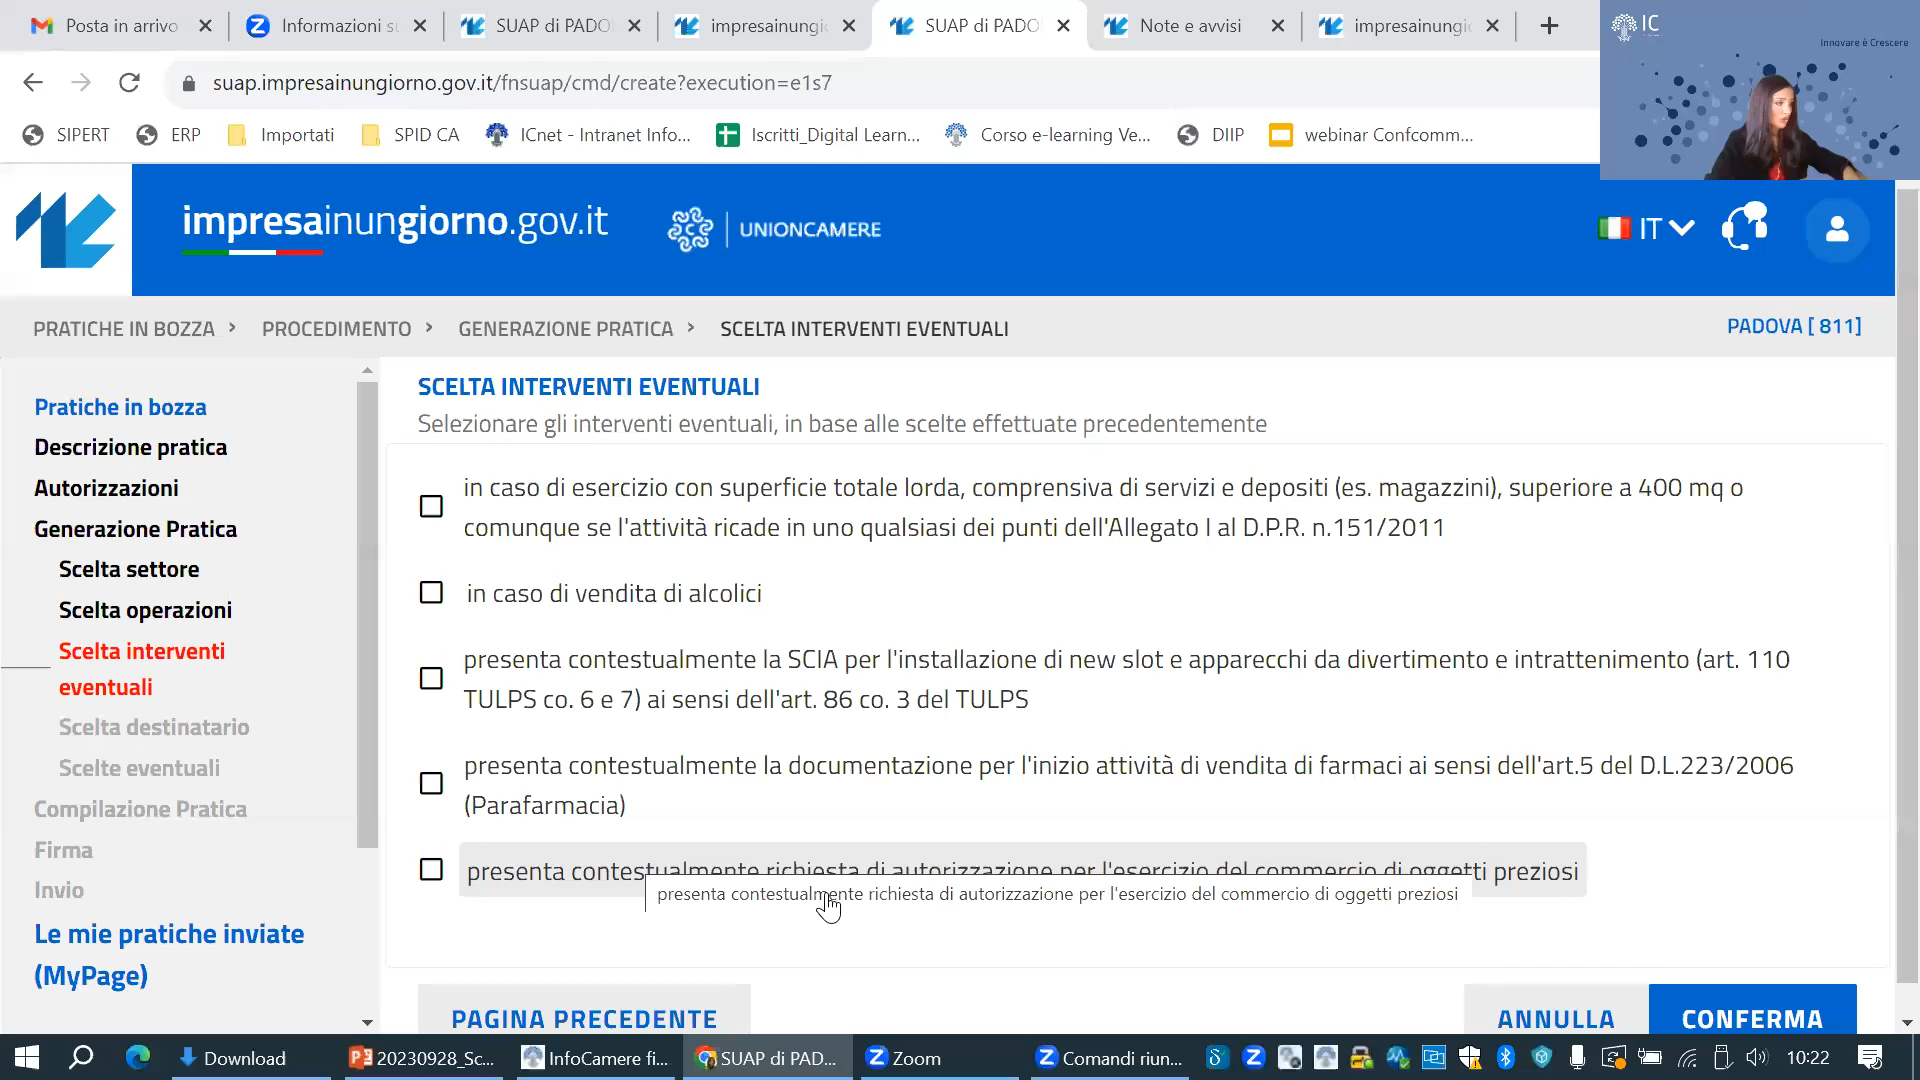 Posta in arrivo
Informazioni su
SUAP di PADO
impresainungio
SUAP di PADO
Note e avvisi
impresainungio
IC
Innovare è Crescere
suap.impresainungiorno.gov.it/fnsuap/cmd/create?execution=e1s7
SIPERT
ERP
Importati
SPID CA
ICnet - Intranet Info...
Iscritti_Digital Learn...
Corso e-learning Ve...
DIIP
webinar Confcomm...
impresainungiorno.gov.it
UNIONCAMERE
IT
PRATICHE IN BOZZA > PROCEDIMENTO > GENERAZIONE PRATICA > SCELTA INTERVENTI EVENTUALI
PADOVA [ 811]
Pratiche in bozza
Descrizione pratica
Autorizzazioni
Generazione Pratica
Scelta settore
Scelta operazioni
Scelta interventi
eventuali
Scelta destinatario
Scelte eventuali
Compilazione Pratica
Firma
Invio
Le mie pratiche inviate
(MyPage)
SCELTA INTERVENTI EVENTUALI
Selezionare gli interventi eventuali, in base alle scelte effettuate precedentemente
in caso di esercizio con superficie totale lorda, comprensiva di servizi e depositi (es. magazzini), superiore a 400 mq o
comunque se l'attività ricade in uno qualsiasi dei punti dell'Allegato I al D.P.R. n.151/2011
in caso di vendita di alcolici
presenta contestualmente la SCIA per l'installazione di new slot e apparecchi da divertimento e intrattenimento (art. 110
TULPS co. 6 e 7) ai sensi dell'art. 86 co. 3 del TULPS
presenta contestualmente la documentazione per l'inizio attività di vendita di farmaci ai sensi dell'art.5 del D.L.223/2006
(Parafarmacia)
presenta contestualmente richiesta di autorizzazione per l'esercizio del commercio di oggetti preziosi
presenta contestualmente richiesta di autorizzazione per l'esercizio del commercio di oggetti preziosi
PAGINA PRECEDENTE
ANNULLA
CONFERMA
Download
20230928_Sc...
InfoCamere fi...
SUAP di PAD...
Zoom
Comandi riun...
10:22